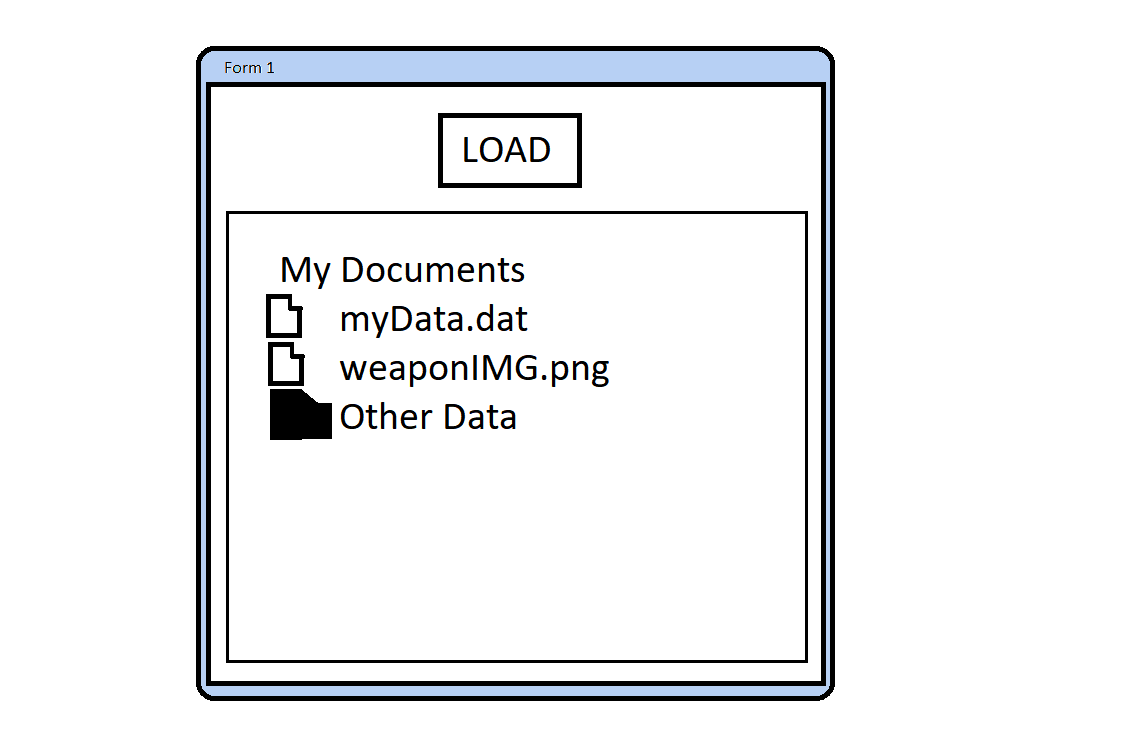 Form 1
LOAD
My Documents
myData.dat
weaponIMG.png
Other Data